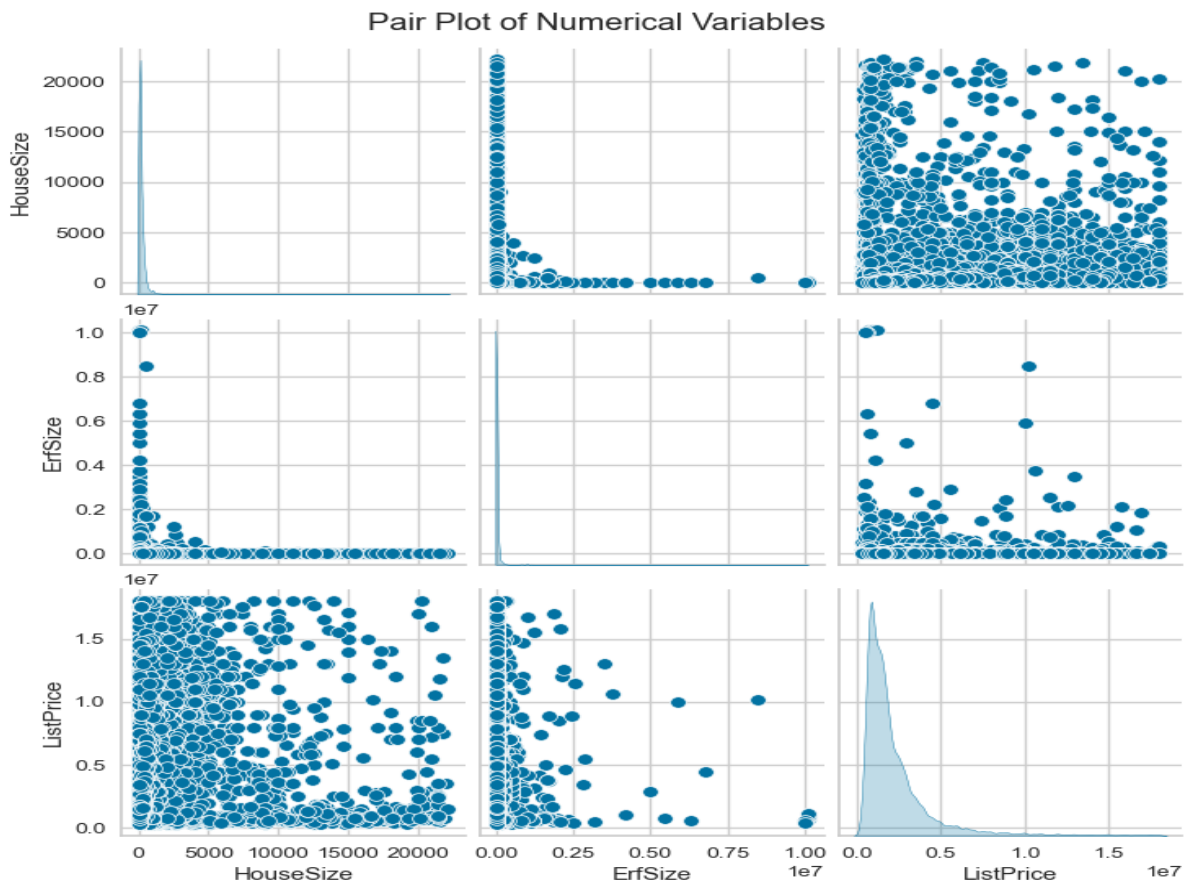 Pair Plot of Numerical Variables
20000
15000
10000
5000
0
HouseSize
1e7
1.0
0.8
0.6
0.4
0.2
0.0
ErfSize
1e7
1.5
1.0
0.5
0.0
ListPrice
0 5000 10000 15000 20000
HouseSize
0.00 0.25 0.50 0.75 1.00
1e7
ErfSize
0.0 0.5 1.0 1.5
1e7
ListPrice